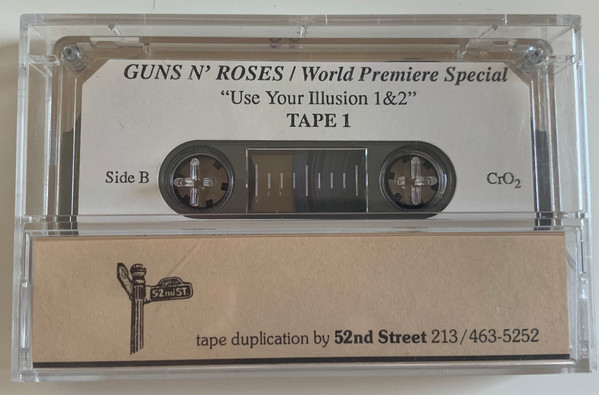 GUNS N' ROSES / World Premiere Special
"Use Your Illusion 1&2"
TAPE 1
Side B
CrO₂
52nd ST.
tape duplication by 52nd Street 213/463-5252